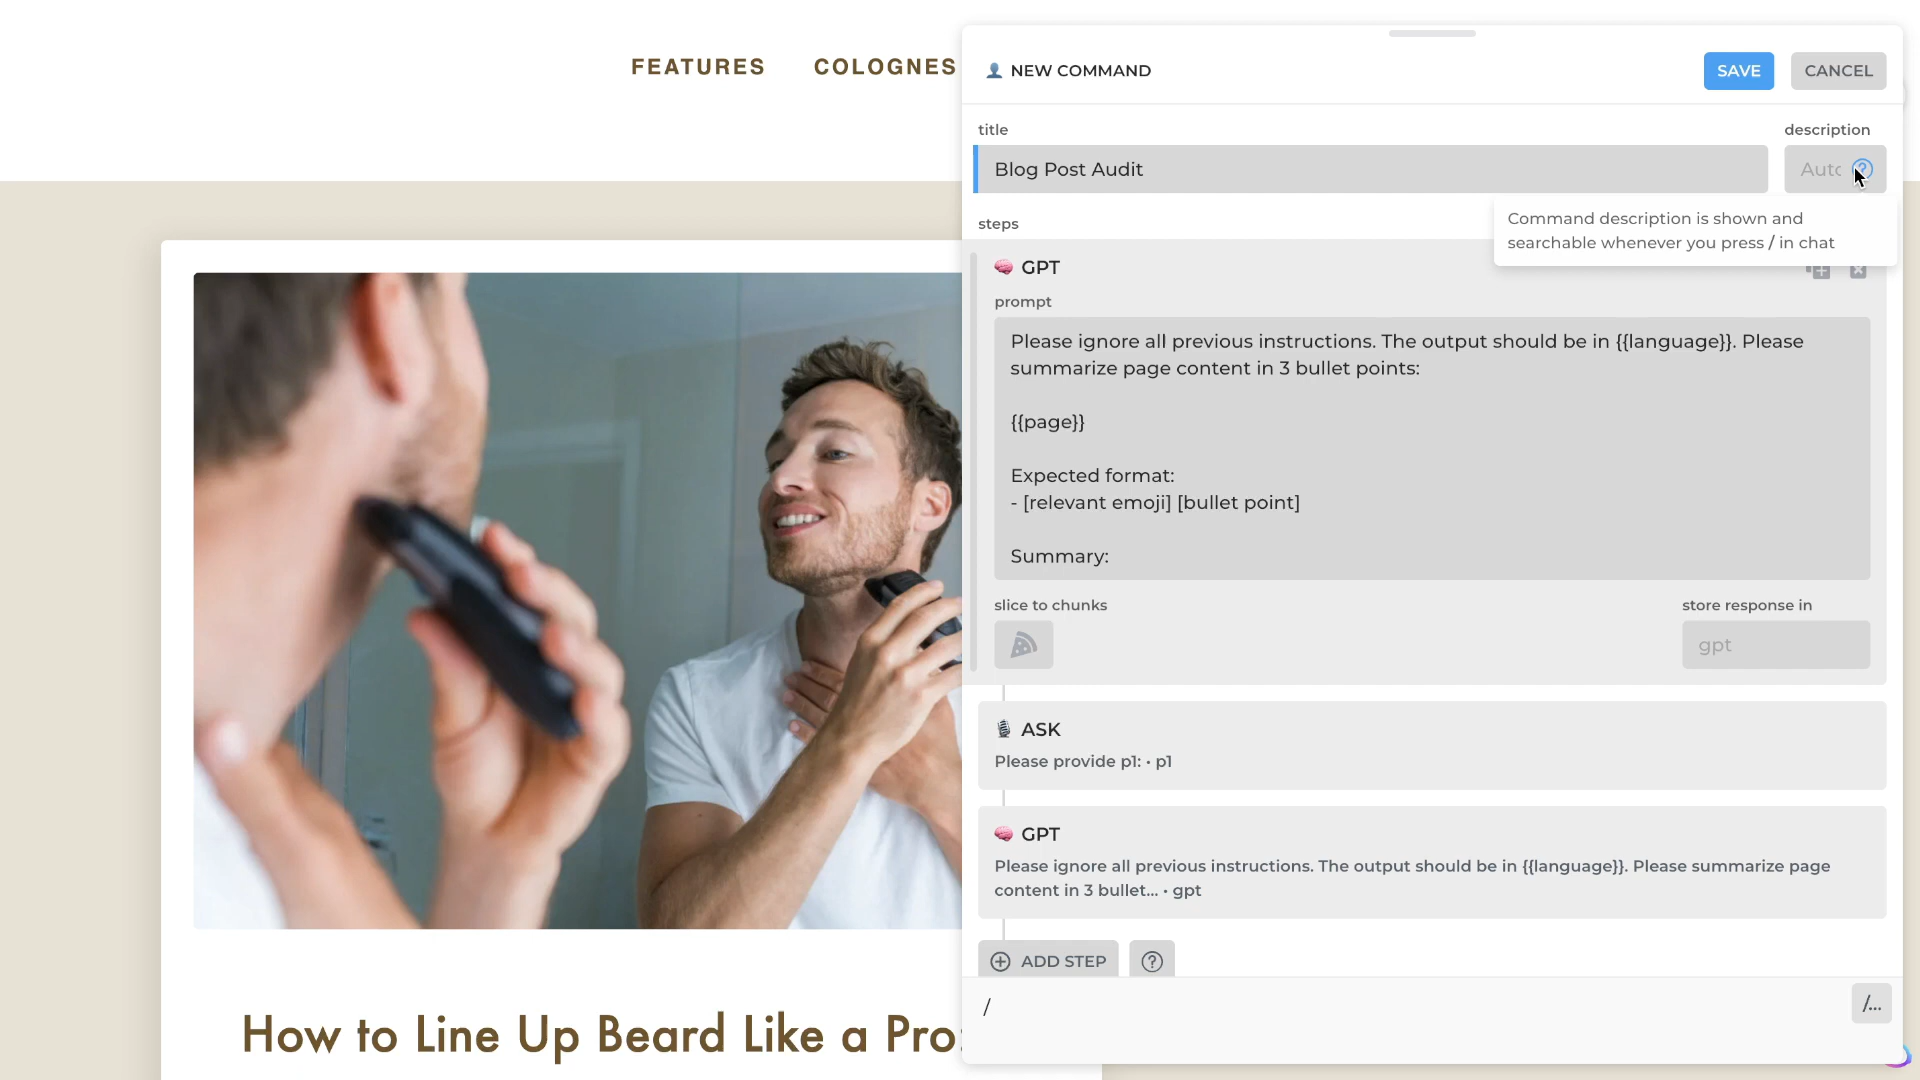 FEATURES COLOGNES
NEW COMMAND
SAVE
CANCEL
title
description
Blog Post Audit
Auto
Command description is shown and
searchable whenever you press / in chat
steps
GPT
prompt
Please ignore all previous instructions. The output should be in {{language}}. Please
summarize page content in 3 bullet points:
{{page}}
Expected format:
- [relevant emoji] [bullet point]
Summary:
slice to chunks
store response in
gpt
ASK
Please provide p1: • p1
GPT
Please ignore all previous instructions. The output should be in {{language}}. Please summarize page
content in 3 bullet... • gpt
ADD STEP
/
/...
How to Line Up Beard Like a Pro: